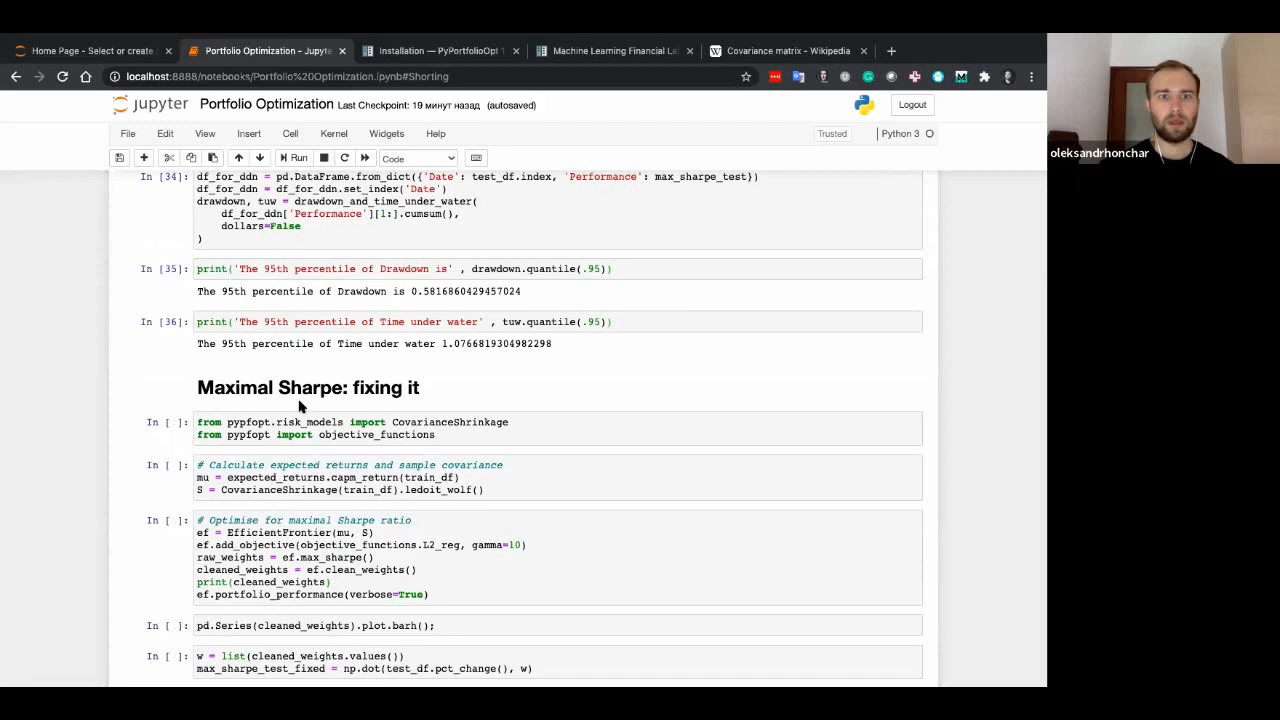 Home Page - Select or create
Portfolio Optimization - Jupyte
Installation — PyPortfolioOpt
Machine Learning Financial La
Covariance matrix - Wikipedia
localhost:8888/notebooks/Portfolio%20Optimization.ipynb#Shorting
jupyter Portfolio Optimization Last Checkpoint: 19 минут назад (autosaved)
Logout
File Edit View Insert Cell Kernel Widgets Help
Trusted
Python 3
Run
Code
In [34]: df_for_ddn = pd.DataFrame.from_dict({'Date': test_df.index, 'Performance': max_sharpe_test})
df_for_ddn = df_for_ddn.set_index('Date')
drawdown, tuw = drawdown_and_time_under_water(
df_for_ddn['Performance'][1:].cumsum(),
dollars=False
)
In [35]: print('The 95th percentile of Drawdown is' , drawdown.quantile(.95))
The 95th percentile of Drawdown is 0.5816860429457024
In [36]: print('The 95th percentile of Time under water' , tuw.quantile(.95))
The 95th percentile of Time under water 1.0766819304982298
Maximal Sharpe: fixing it
In [ ]: from pypfopt.risk_models import CovarianceShrinkage
from pypfopt import objective_functions
In [ ]: # Calculate expected returns and sample covariance
mu = expected_returns.capm_return(train_df)
S = CovarianceShrinkage(train_df).ledoit_wolf()
In [ ]: # Optimise for maximal Sharpe ratio
ef = EfficientFrontier(mu, S)
ef.add_objective(objective_functions.L2_reg, gamma=10)
raw_weights = ef.max_sharpe()
cleaned_weights = ef.clean_weights()
print(cleaned_weights)
ef.portfolio_performance(verbose=True)
In [ ]: pd.Series(cleaned_weights).plot.barh();
In [ ]: w = list(cleaned_weights.values())
max_sharpe_test_fixed = np.dot(test_df.pct_change(), w)
oleksandrhonchar